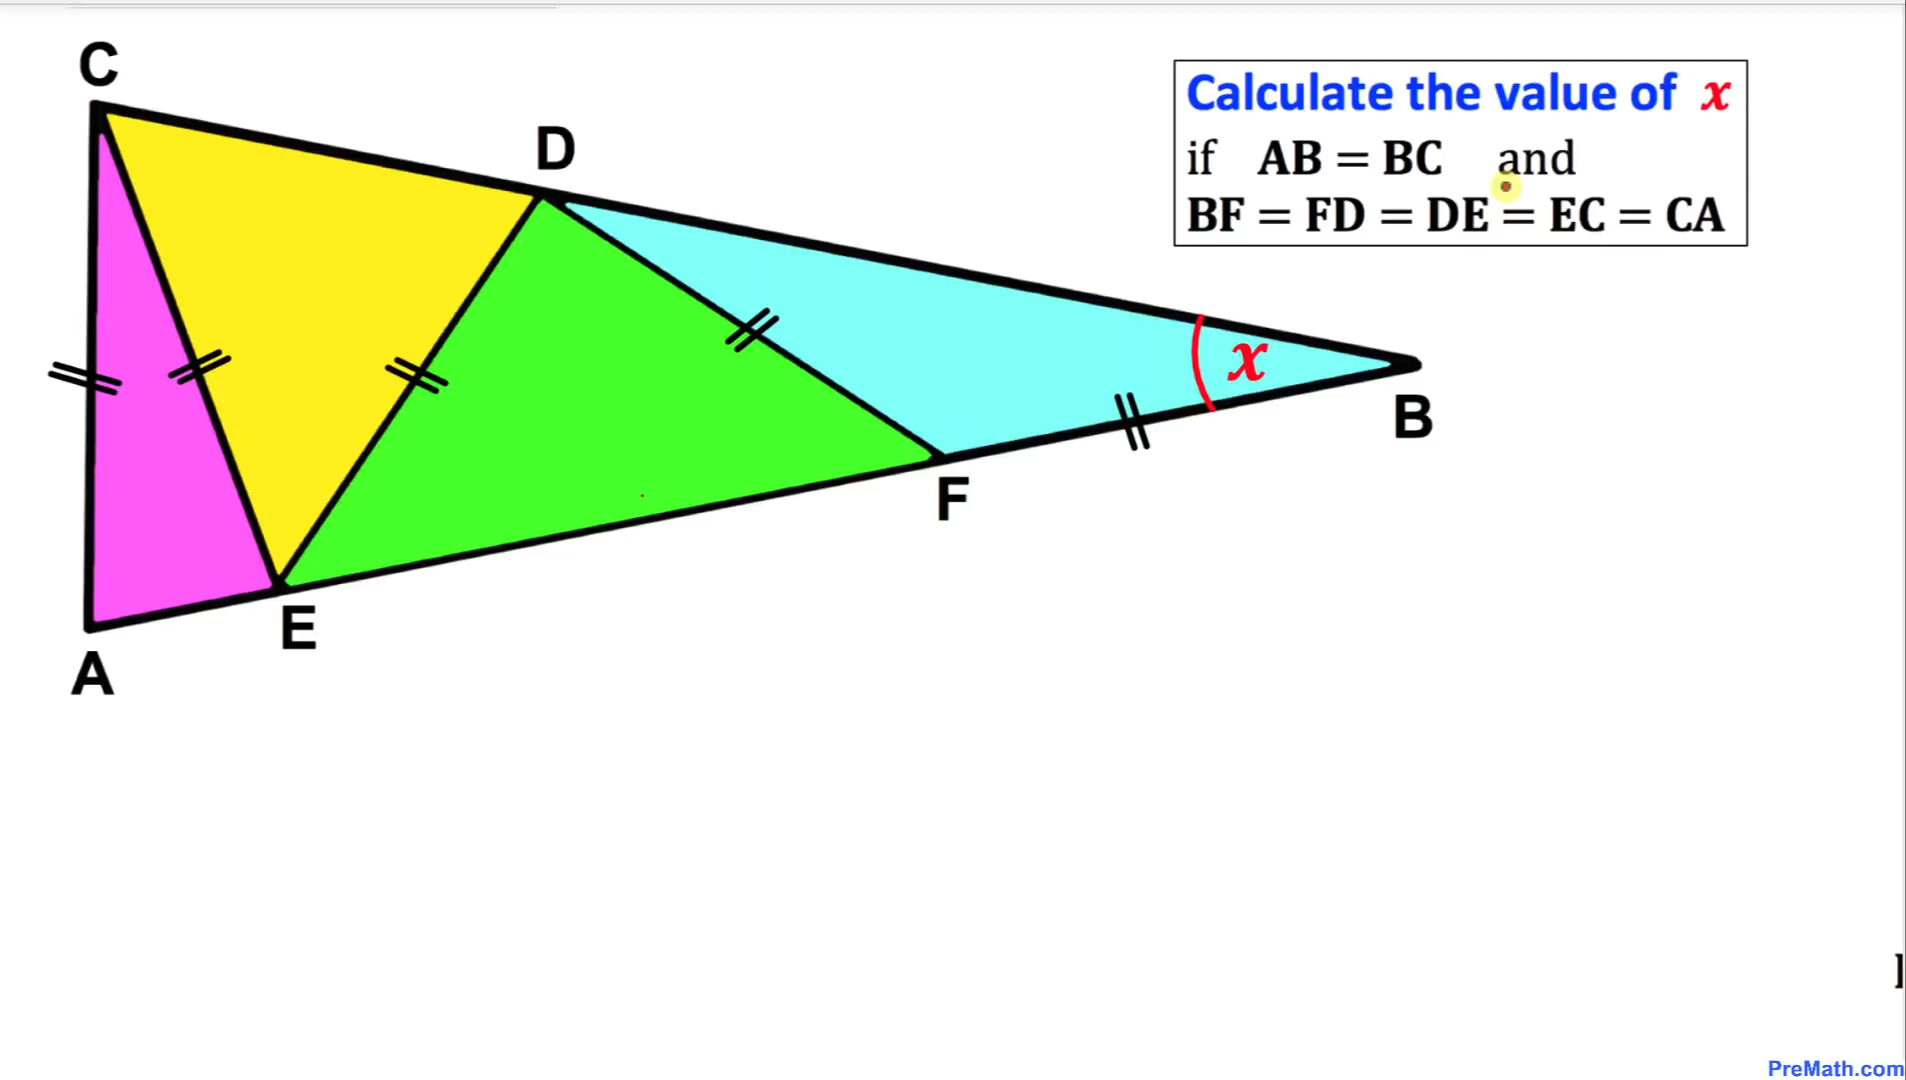 C
D
Calculate the value of x
if AB = BC and
BF = FD = DE = EC = CA
x
B
F
E
A
PreMath.com